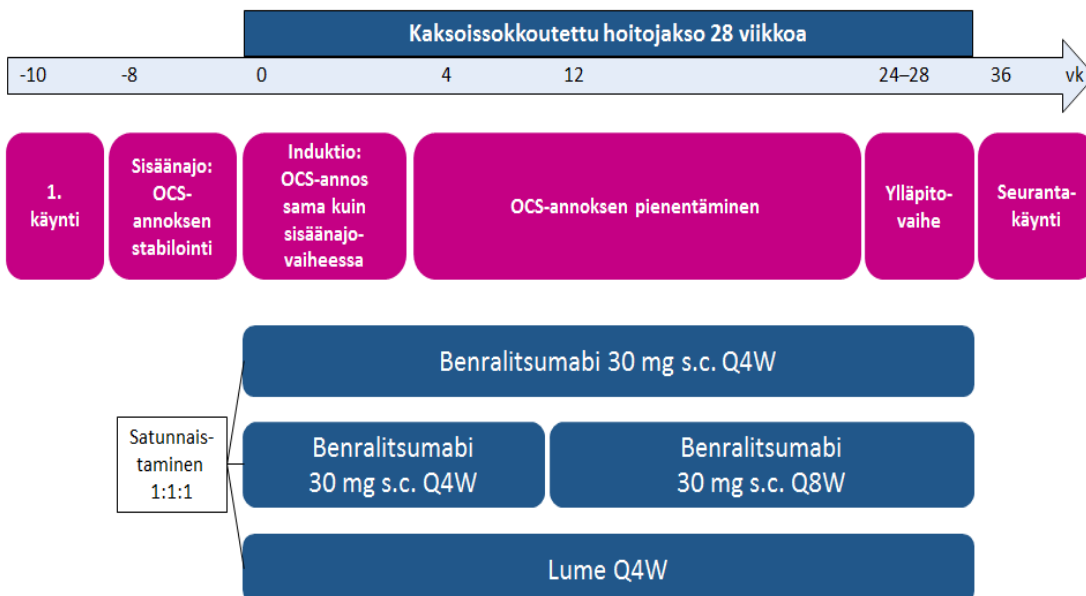 Kaksoissokkoutettu hoitojakso 28 viikkoa
-10 -8 0 4 12 24–28 36 vk
1.
käynti
Sisäänajo:
OCS-
annoksen
stabilointi
Induktio:
OCS-annos
sama kuin
sisäänajo-
vaiheessa
OCS-annoksen pienentäminen
Ylläpito-
vaihe
Seuranta-
käynti
Benralitsumabi 30 mg s.c. Q4W
Satunnais-
taminen
1:1:1
Benralitsumabi
30 mg s.c. Q4W
Benralitsumabi
30 mg s.c. Q8W
Lume Q4W